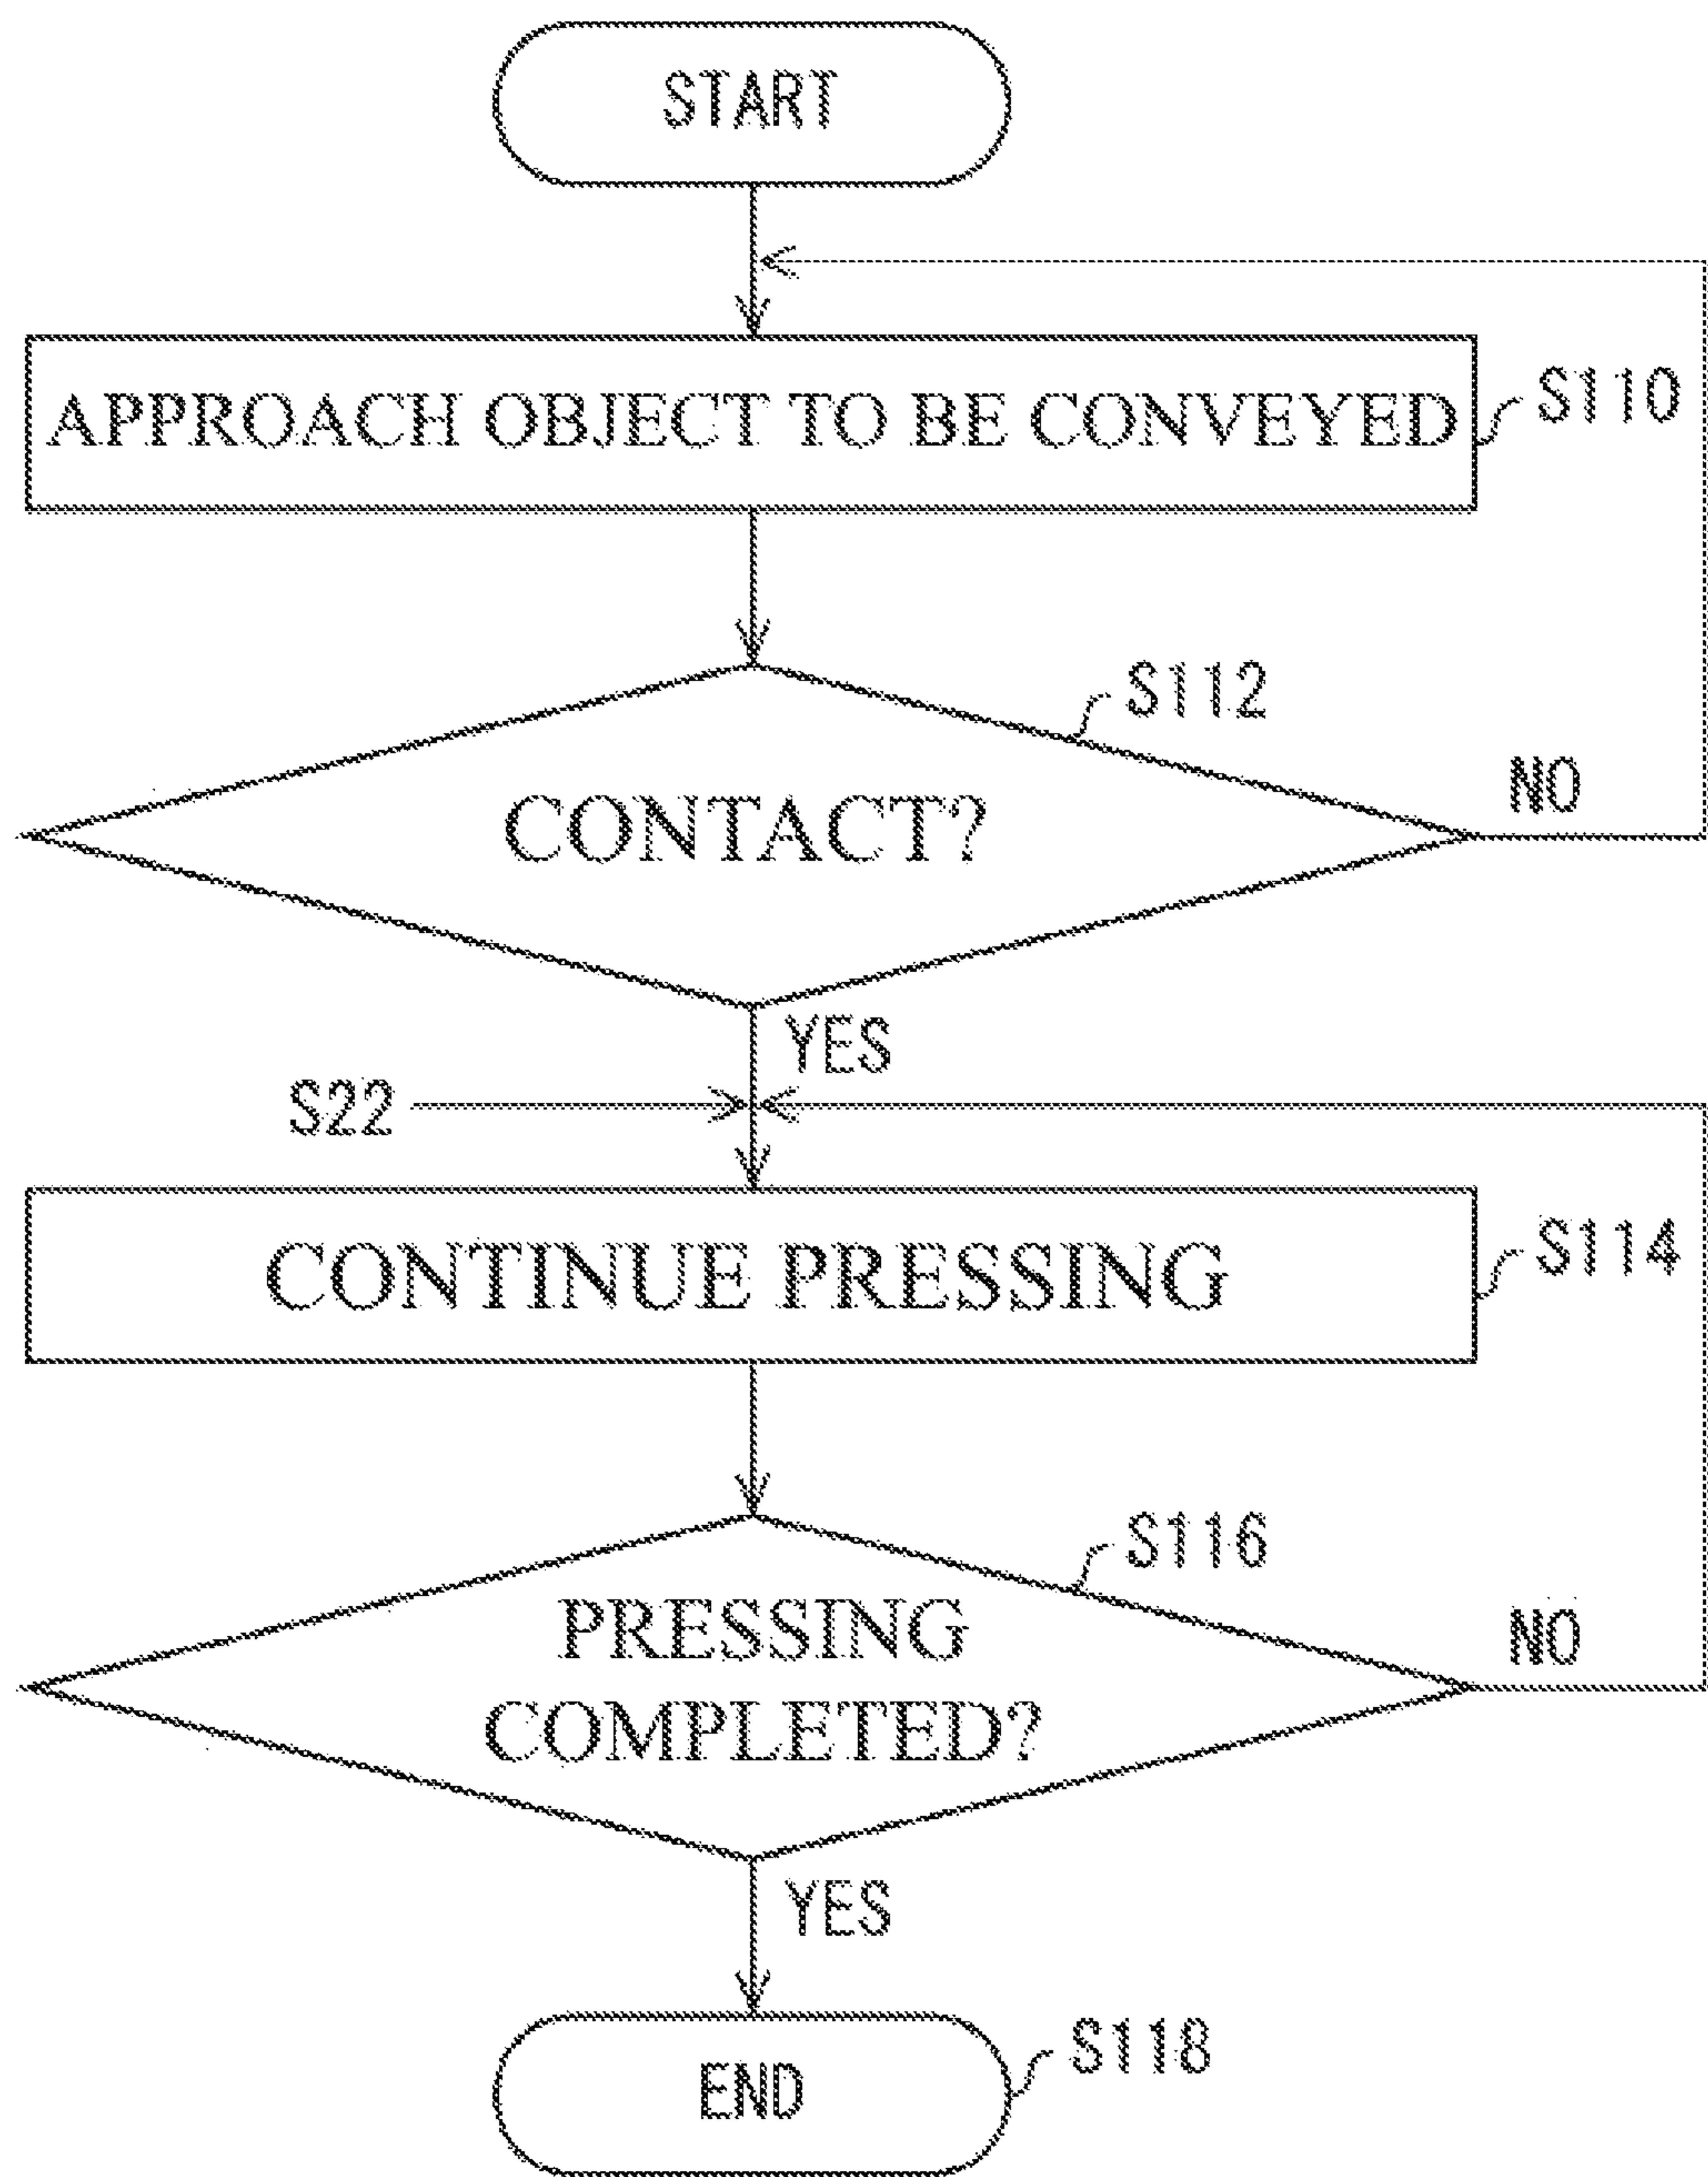 START
APPROACH OBJECT TO BE CONVEYED
S110
S112
CONTACT?
NO
YES
S22
CONTINUE PRESSING
S114
S116
PRESSING
COMPLETED?
NO
YES
END
S118